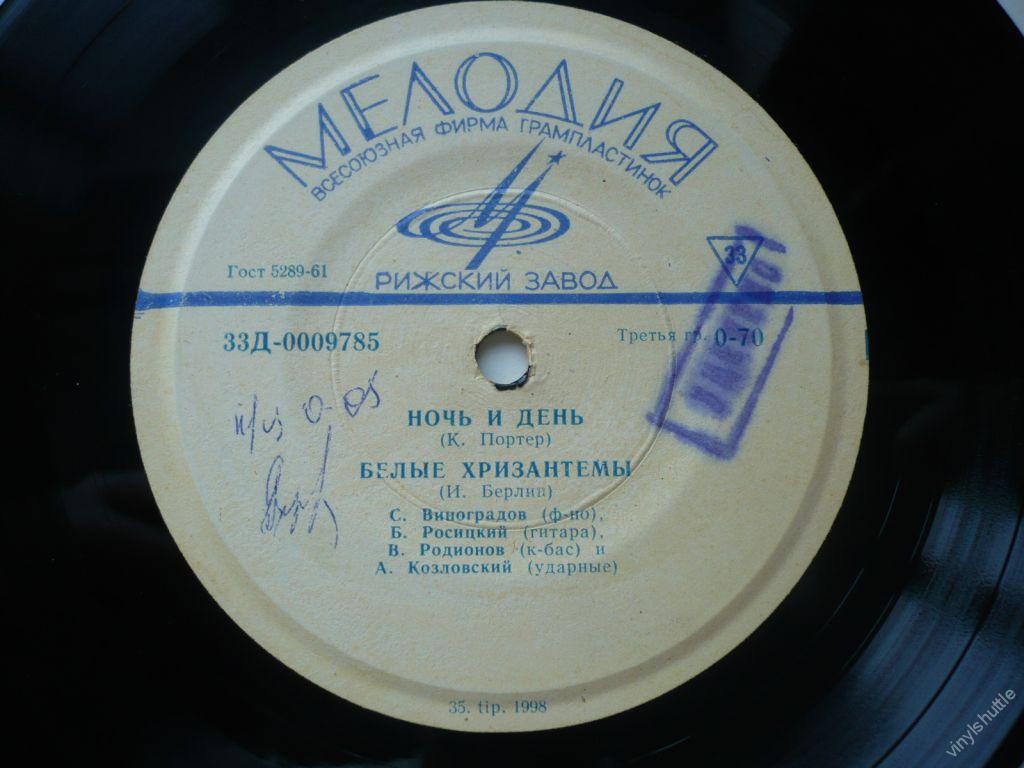 МЕЛОДИЯ
ВСЕСОЮЗНАЯ ФИРМА ГРАМПЛАСТИНОК
33
Гост 5289-61
РИЖСКИЙ ЗАВОД
33Д-0009785
Третья гр. 0-70
НОЧЬ И ДЕНЬ
(К. Портер)
БЕЛЫЕ ХРИЗАНТЕМЫ
(И. Берлин)
С. Виноградов (ф-но),
Б. Росицкий (гитара),
В. Родионов (к-бас) и
А. Козловский (ударные)
35. tip. 1998
vinylshuttle